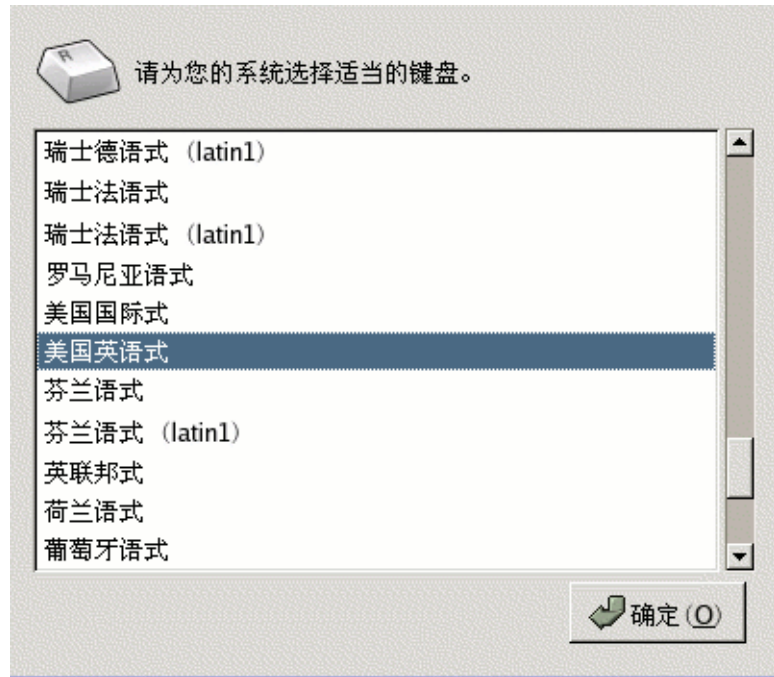 R
请为您的系统选择适当的键盘。
瑞士德语式 (latin1)
瑞士法语式
瑞士法语式 (latin1)
罗马尼亚语式
美国国际式
美国英语式
芬兰语式
芬兰语式 (latin1)
英联邦式
荷兰语式
葡萄牙语式
确定(O)